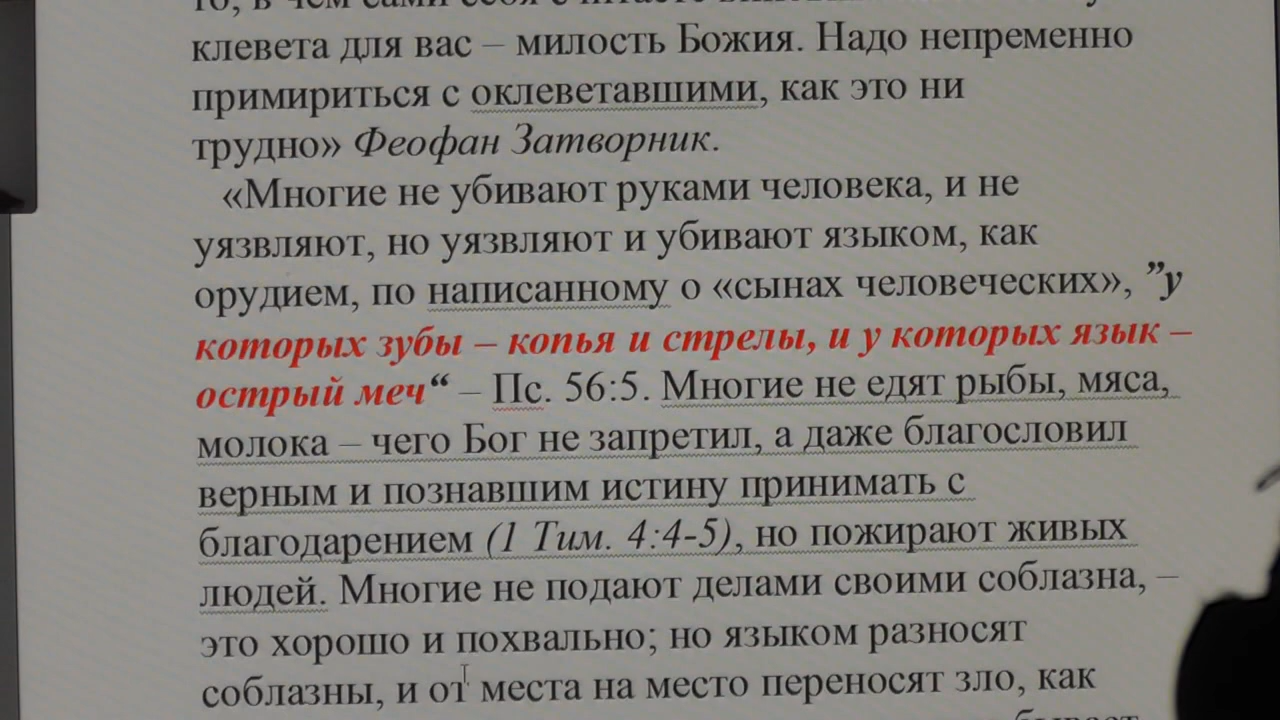 клевета для вас – милость Божия. Надо непременно
примириться с оклеветавшими, как это ни
трудно» Феофан Затворник.
«Многие не убивают руками человека, и не
уязвляют, но уязвляют и убивают языком, как
орудием, по написанному о «сынах человеческих», ”у
которых зубы – копья и стрелы, и у которых язык –
острый меч“ – Пс. 56:5. Многие не едят рыбы, мяса,
молока – чего Бог не запретил, а даже благословил
верным и познавшим истину принимать с
благодарением (1 Тим. 4:4-5), но пожирают живых
людей. Многие не подают делами своими соблазна, –
это хорошо и похвально; но языком разносят
соблазны, и от места на место переносят зло, как